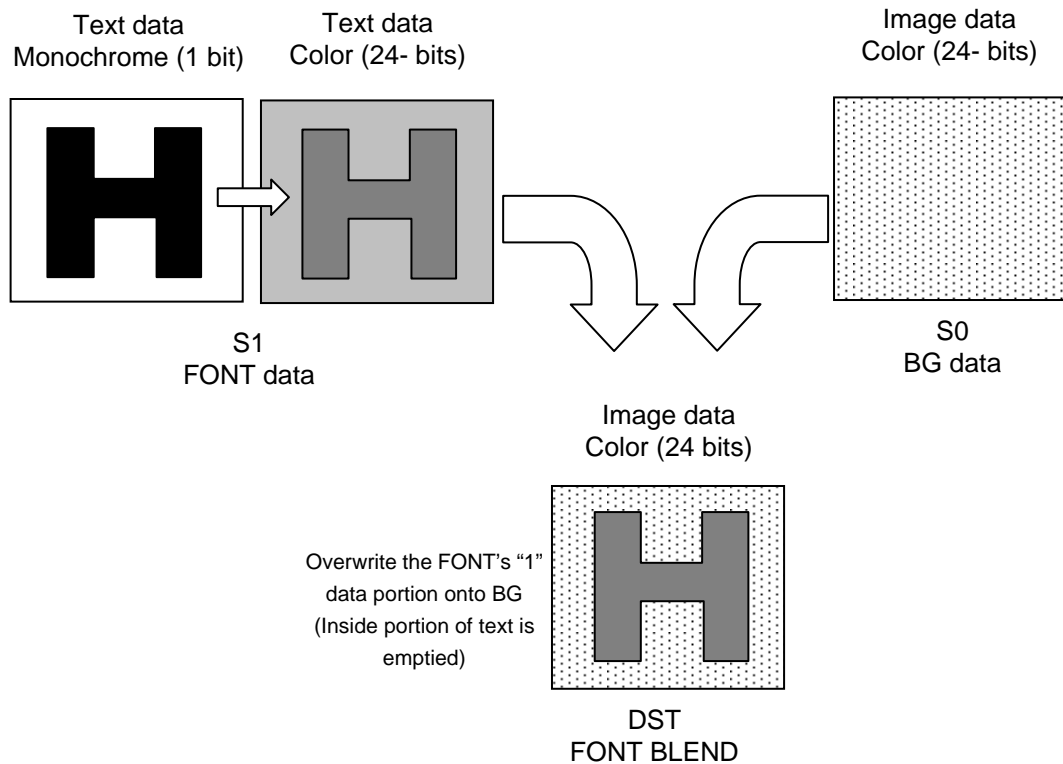 Text data
Monochrome (1 bit)
Text data
Color (24- bits)
Image data
Color (24- bits)
H
H
S1
FONT data
S0
BG data
Image data
Color (24 bits)
Overwrite the FONT's “1”
data portion onto BG
(Inside portion of text is
emptied)
H
DST
FONT BLEND